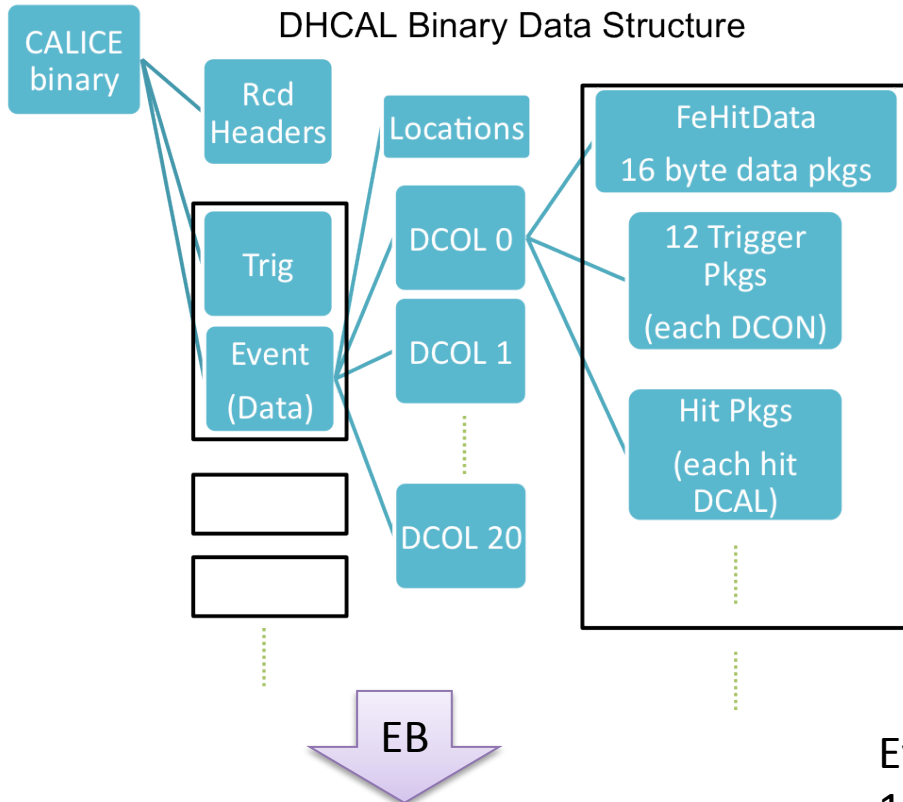 DHCAL Binary Data Structure
CALICE
binary
Rcd
Headers
Trig
Event
(Data)
Locations
DCOL 0
DCOL 1
DCOL 20
FeHitData
16 byte data pkgs
12 Trigger
Pkgs
(each DCON)
Hit Pkgs
(each hit
DCAL)
EB